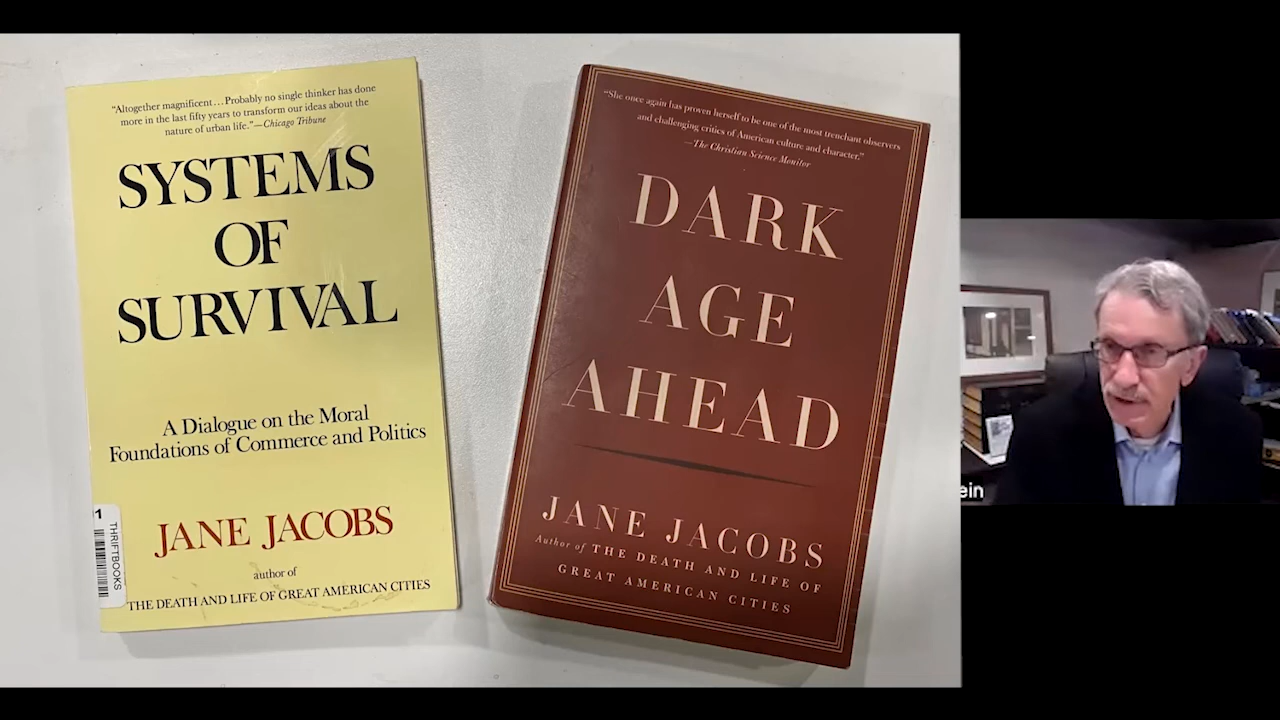 “Altogether magnificent...Probably no single thinker has done
more in the last fifty years to transform our ideas about the
nature of urban life.”—Chicago Tribune
SYSTEMS
OF
SURVIVAL
A Dialogue on the Moral
Foundations of Commerce and Politics
1
THRIFTBOOKS
JANE JACOBS
author of
THE DEATH AND LIFE OF GREAT AMERICAN CITIES
“She once again has proven herself to be one of the most trenchant observers
and challenging critics of American culture and character.”
—The Christian Science Monitor
DARK
AGE
AHEAD
JANE JACOBS
Author of THE DEATH AND LIFE OF
GREAT AMERICAN CITIES
ein